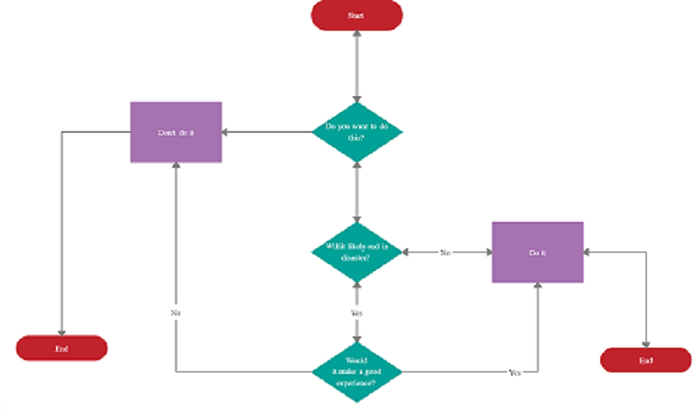 Start
Do you want to do
this?
Don't do it
Will it likely end in
disaster?
No
Do it
Yes
No
Would
it make a good
experience?
Yes
End
End